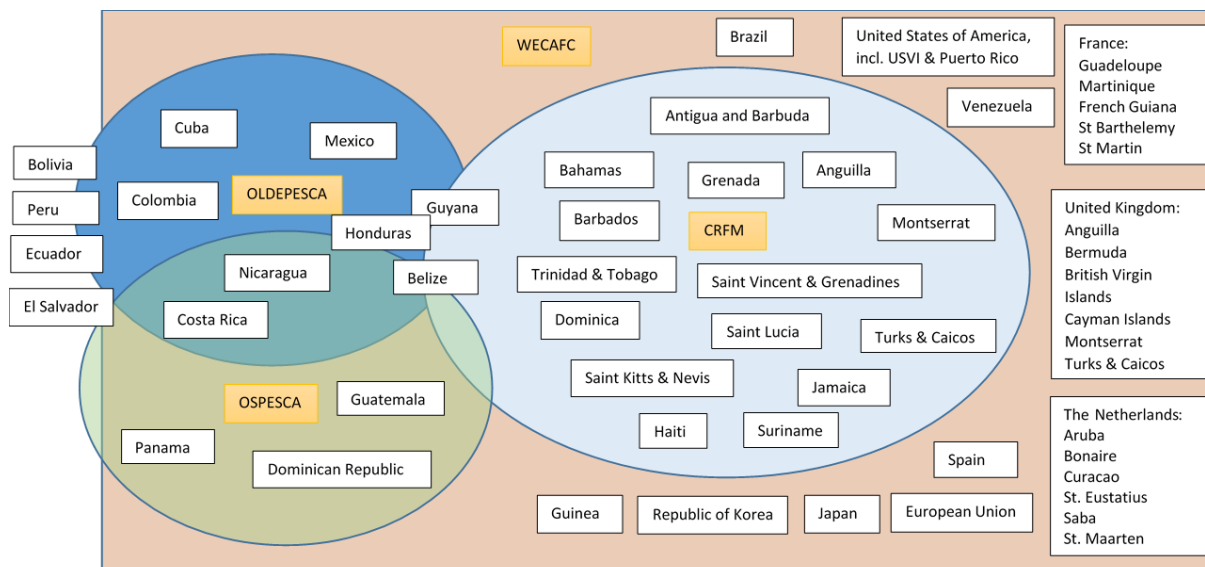 WECAFC
Brazil
United States of America,
incl. USVI & Puerto Rico
France:
Guadeloupe
Martinique
French Guiana
St Barthelemy
St Martin
Venezuela
Cuba
Mexico
Antigua and Barbuda
Bolivia
Bahamas
Grenada
Anguilla
Peru
Colombia
OLDEPESCA
Guyana
Barbados
CRFM
Montserrat
Honduras
Ecuador
Nicaragua
Belize
Trinidad & Tobago
Saint Vincent & Grenadines
United Kingdom:
Anguilla
Bermuda
British Virgin
Islands
Cayman Islands
Montserrat
Turks & Caicos
El Salvador
Costa Rica
Dominica
Saint Lucia
Turks & Caicos
Saint Kitts & Nevis
Jamaica
OSPESCA
Guatemala
Haiti
Suriname
Panama
Dominican Republic
Spain
The Netherlands:
Aruba
Bonaire
Curacao
St. Eustatius
Saba
St. Maarten
Guinea
Republic of Korea
Japan
European Union